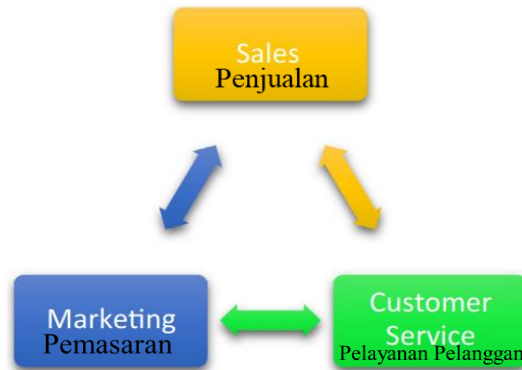 Sales
Penjualan
Marketing
Pemasaran
Customer
Service
Pelayanan Pelanggan